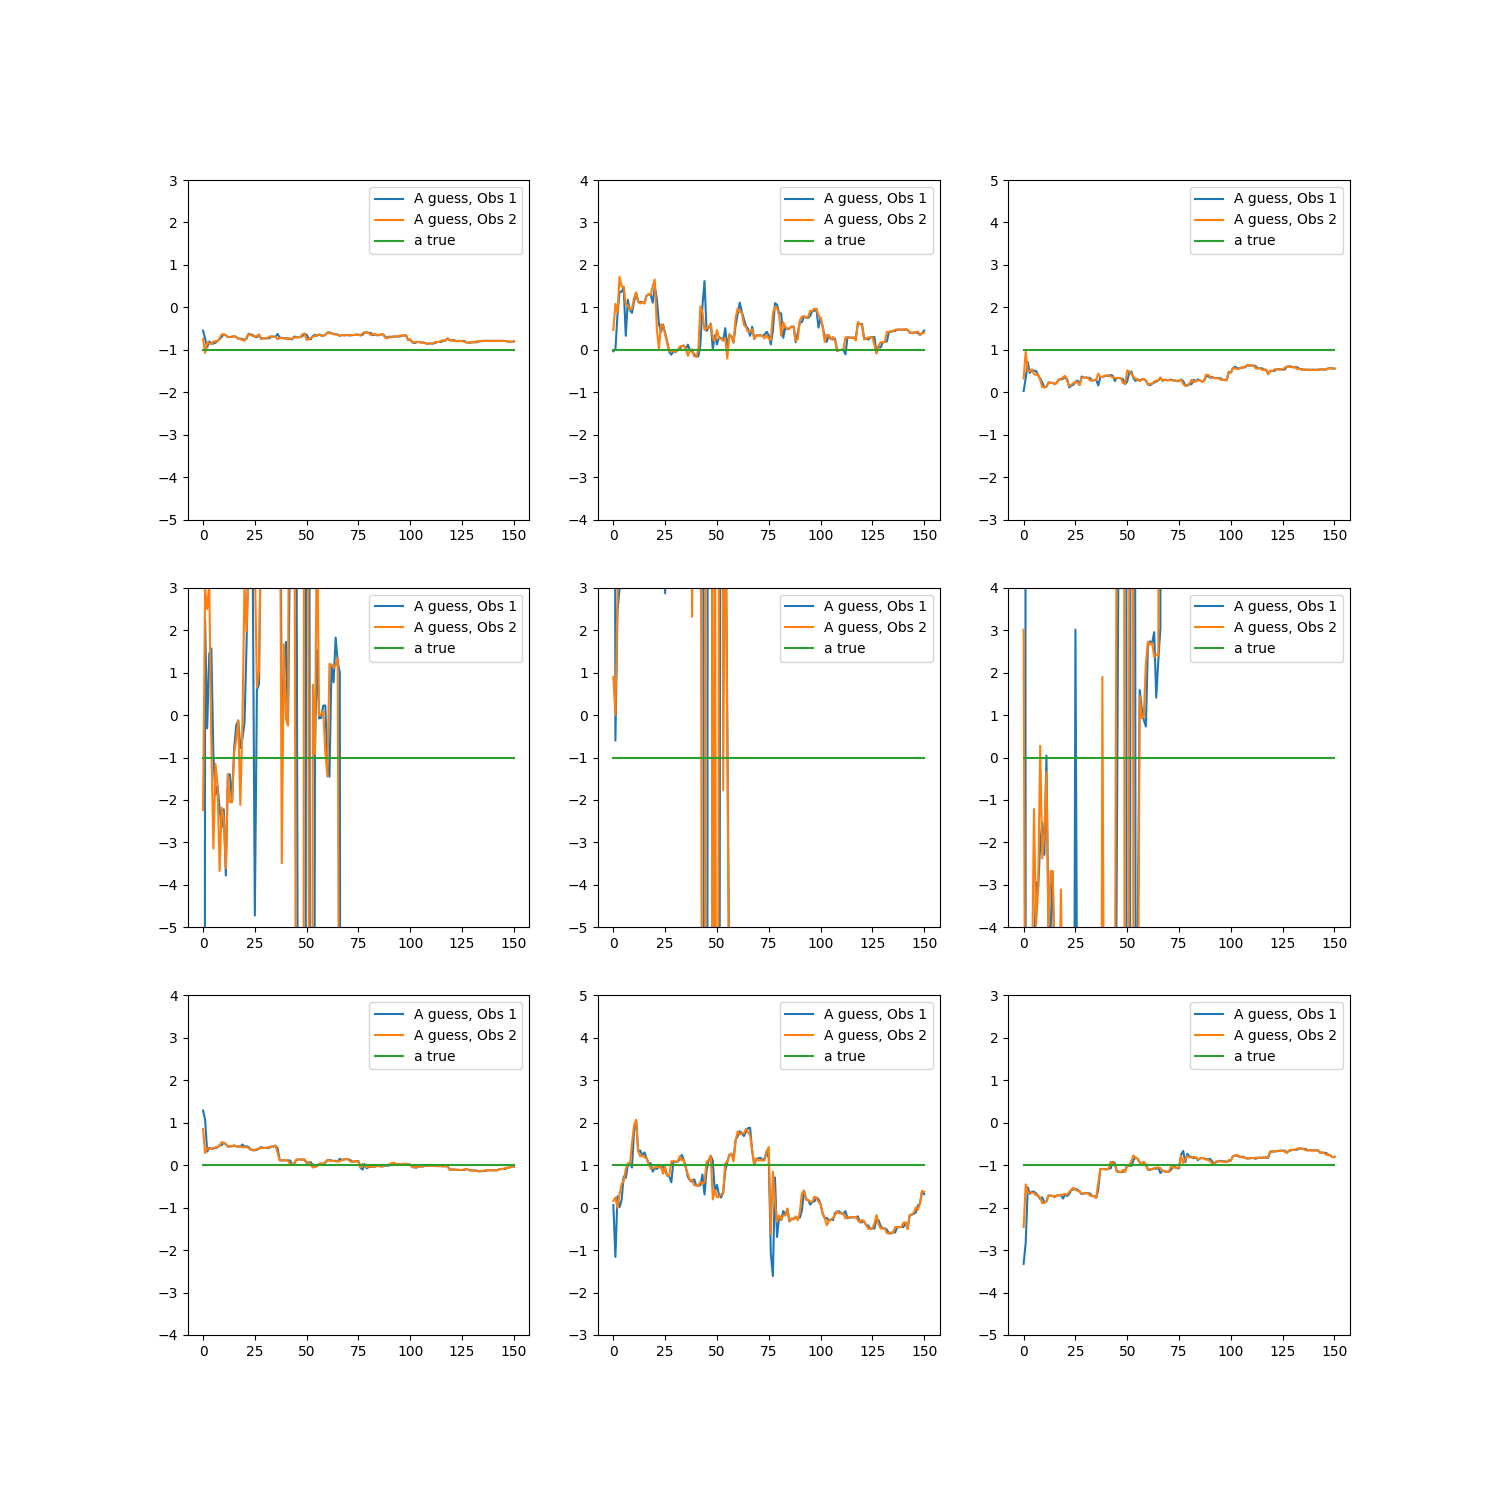 3 4 5
A guess, Obs 1 A guess, Obs 1 A guess, Obs 1
2 3 4
A guess, Obs 2 A guess, Obs 2 A guess, Obs 2
a true a true a true
1 2 3
0 1 2
−1 0 1
−2 −1 0
−3 −2 −1
−4 −3 −2
−5 −4 −3
0 25 50 75 100 125 150 0 25 50 75 100 125 150 0 25 50 75 100 125 150
3 3 4
A guess, Obs 1 A guess, Obs 1 A guess, Obs 1
2 2 3
A guess, Obs 2 A guess, Obs 2 A guess, Obs 2
a true a true a true
1 1 2
0 0 1
−1 −1 0
−2 −2 −1
−3 −3 −2
−4 −4 −3
−5 −5 −4
0 25 50 75 100 125 150 0 25 50 75 100 125 150 0 25 50 75 100 125 150
4 5 3
A guess, Obs 1 A guess, Obs 1 A guess, Obs 1
3 4 2
A guess, Obs 2 A guess, Obs 2 A guess, Obs 2
a true a true a true
2 3 1
1 2 0
0 1 −1
−1 0 −2
−2 −1 −3
−3 −2 −4
−4 −3 −5
0 25 50 75 100 125 150 0 25 50 75 100 125 150 0 25 50 75 100 125 150